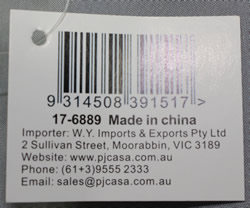 9 314508 391517 >
17-6889 Made in china
Importer: W.Y. Imports & Exports Pty Ltd
2 Sullivan Street, Moorabbin, VIC 3189
Website: www.pjcasa.com.au
Phone: (61+3)9555 2333
Email: sales@pjcasa.com.au